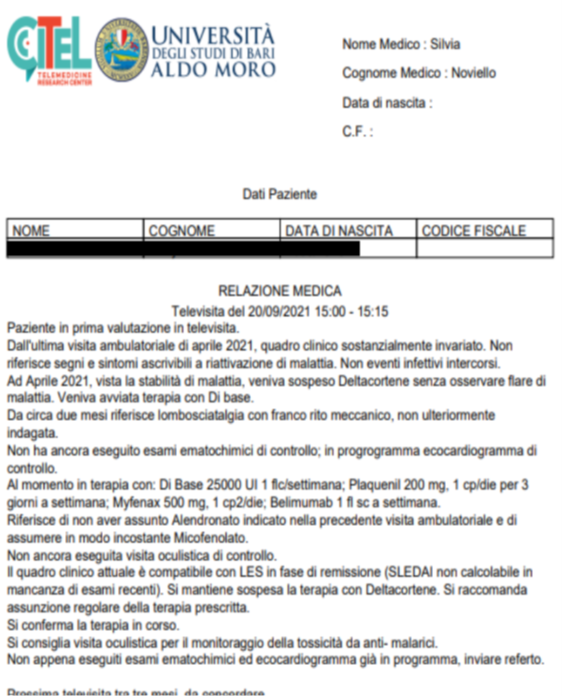 CITEL
TELEMEDICINE
RESEARCH CENTER
UNIVERSITÀ
DEGLI STUDI DI BARI
ALDO MORO
Nome Medico : Silvia
Cognome Medico : Noviello
Data di nascita :
C.F. :
Dati Paziente
NOME COGNOME DATA DI NASCITA CODICE FISCALE
RELAZIONE MEDICA
Televisita del 20/09/2021 15:00 - 15:15
Paziente in prima valutazione in televisita.
Dall'ultima visita ambulatoriale di aprile 2021, quadro clinico sostanzialmente invariato. Non
riferisce segni e sintomi ascrivibili a riattivazione di malattia. Non eventi infettivi intercorsi.
Ad Aprile 2021, vista la stabilità di malattia, veniva sospeso Deltacortene senza osservare flare di
malattia. Veniva avviata terapia con Di base.
Da circa due mesi riferisce lombosciatalgia con franco rito meccanico, non ulteriormente
indagata.
Non ha ancora eseguito esami ematochimici di controllo; in progrogramma ecocardiogramma di
controllo.
Al momento in terapia con: Di Base 25000 UI 1 flc/settimana; Plaquenil 200 mg, 1 cp/die per 3
giorni a settimana; Myfenax 500 mg, 1 cp2/die; Belimumab 1 fl sc a settimana.
Riferisce di non aver assunto Alendronato indicato nella precedente visita ambulatoriale e di
assumere in modo incostante Micofenolato.
Non ancora eseguita visita oculistica di controllo.
Il quadro clinico attuale è compatibile con LES in fase di remissione (SLEDAI non calcolabile in
mancanza di esami recenti). Si mantiene sospesa la terapia con Deltacortene. Si raccomanda
assunzione regolare della terapia prescritta.
Si conferma la terapia in corso.
Si consiglia visita oculistica per il monitoraggio della tossicità da anti- malarici.
Non appena eseguiti esami ematochimici ed ecocardiogramma già in programma, inviare referto.
Prossima televisita tra tre mesi, da concordare